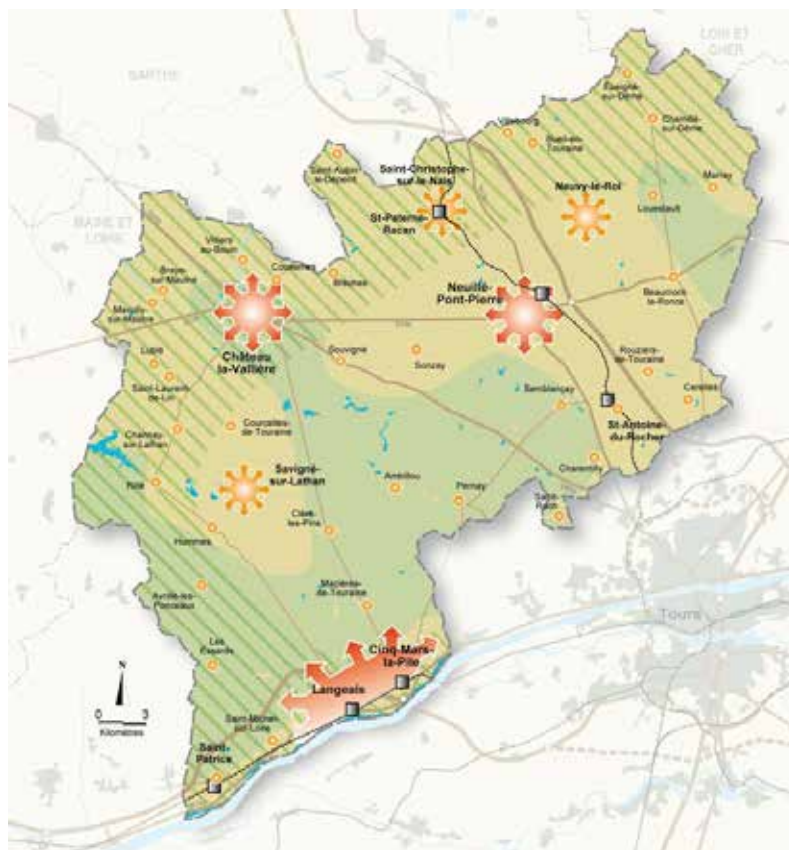 LOIR ET
CHER
SARTHE
MAINE ET
LOIRE
Épeigné-
sur-Dême
Chemillé-
sur-Dême
Villebourg
Bueil-en-
Touraine
Marray
Saint-Aubin-
le-Dépeint
Saint-Christophe-
sur-le-Nais
Neuvy-le-Roi
Louestault
St-Paterne-
Racan
Villiers
au-Bouin
Couesmes
Brèches
Braye-
sur-Maulne
Marcilly-
sur-Maulne
Neuillé-
Pont-Pierre
Beaumont
la-Ronce
Château
la-Vallière
Souvigné
Sonzay
Rouziers-
de-Touraine
Lublé
Saint-Laurent-
de-Lin
Semblançay
Cerelles
Channay-
sur-Lathan
Courcelles-
de-Touraine
St-Antoine-
du-Rocher
Charentilly
Savigné-
sur-Lathan
Rillé
Ambillou
Pernay
Saint-
Roch
Hommes
Cléré-
les-Pins
Avrillé-les-
Ponceaux
Mazières-
de-Touraine
Tours
Les
Essards
Cinq-Mars-
la-Pile
Langeais
N
0 3
Kilomètres
Saint-Michel-
sur-Loire
Saint-
Patrice